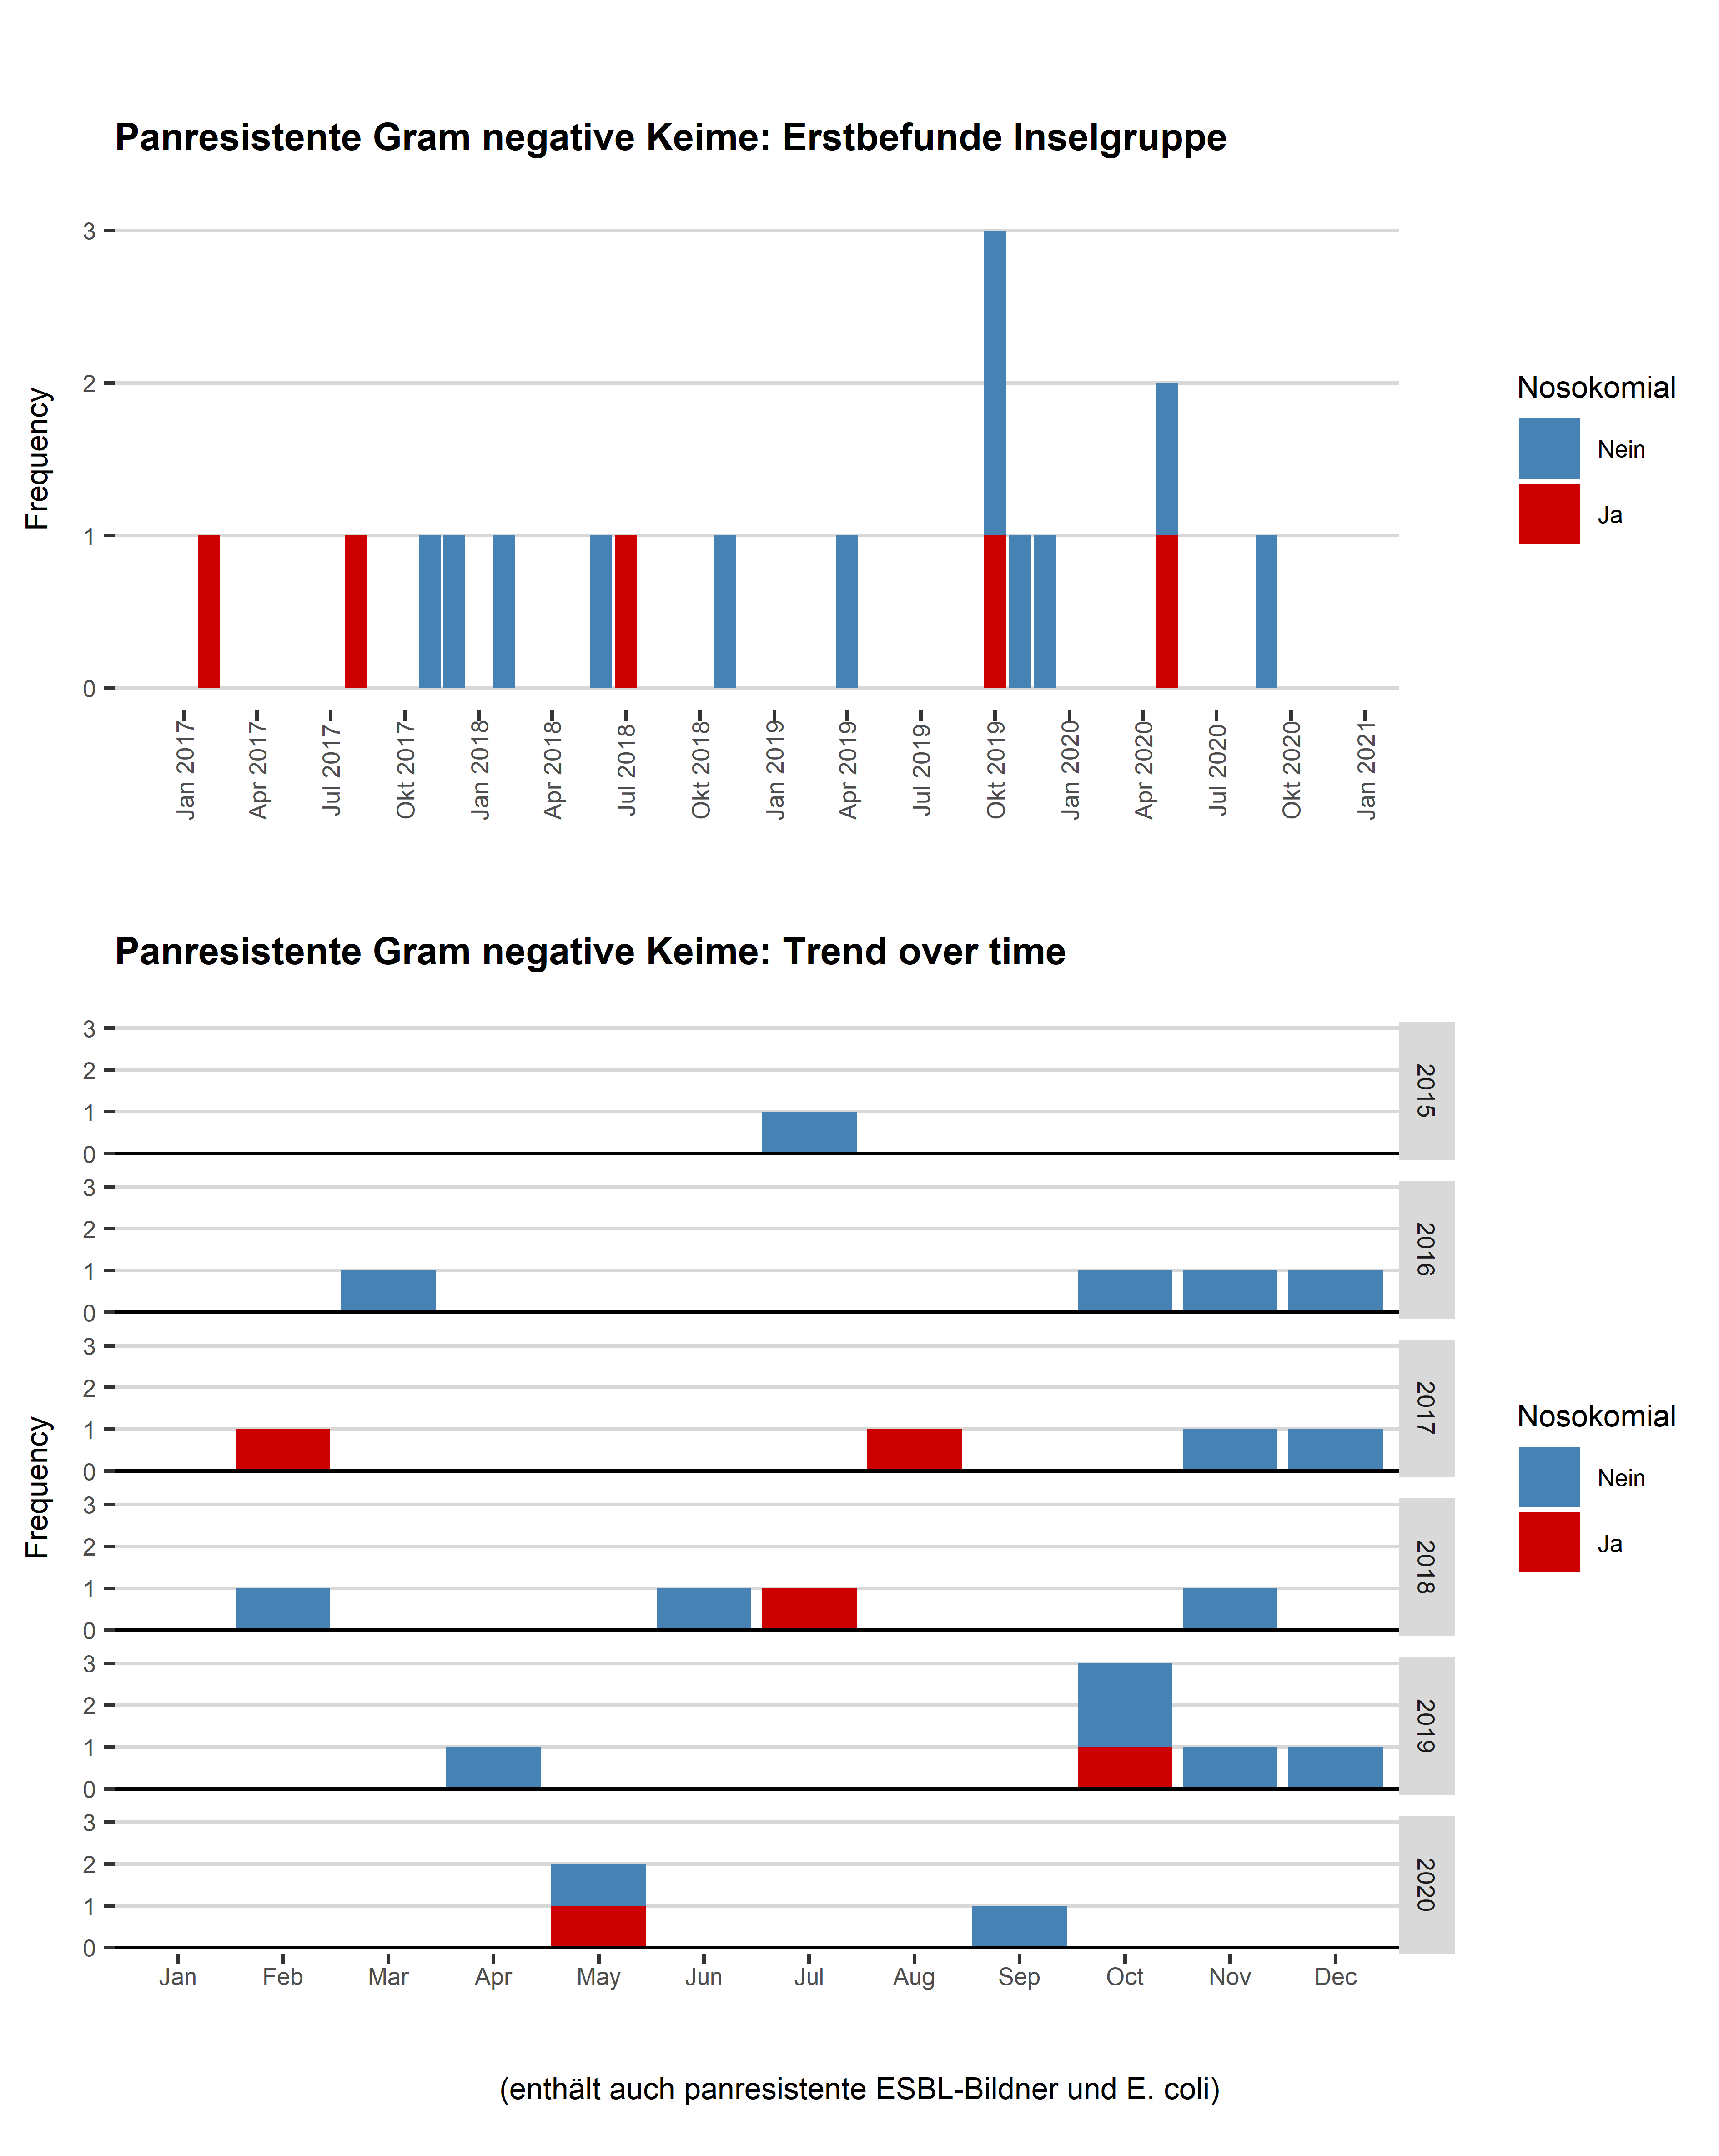 Panresistente Gram negative Keime: Erstbefunde Inselgruppe
3
2
1
0
Frequency
Jan 2017
Apr 2017
Jul 2017
Okt 2017
Jan 2018
Apr 2018
Jul 2018
Okt 2018
Jan 2019
Apr 2019
Jul 2019
Okt 2019
Jan 2020
Apr 2020
Jul 2020
Okt 2020
Jan 2021
Nosokomial
Nein
Ja
Panresistente Gram negative Keime: Trend over time
Frequency
3
2
1
0
2015
3
2
1
0
2016
3
2
1
0
2017
3
2
1
0
2018
3
2
1
0
2019
3
2
1
0
2020
Jan Feb Mar Apr May Jun Jul Aug Sep Oct Nov Dec
Nosokomial
Nein
Ja
(enthält auch panresistente ESBL-Bildner und E. coli)